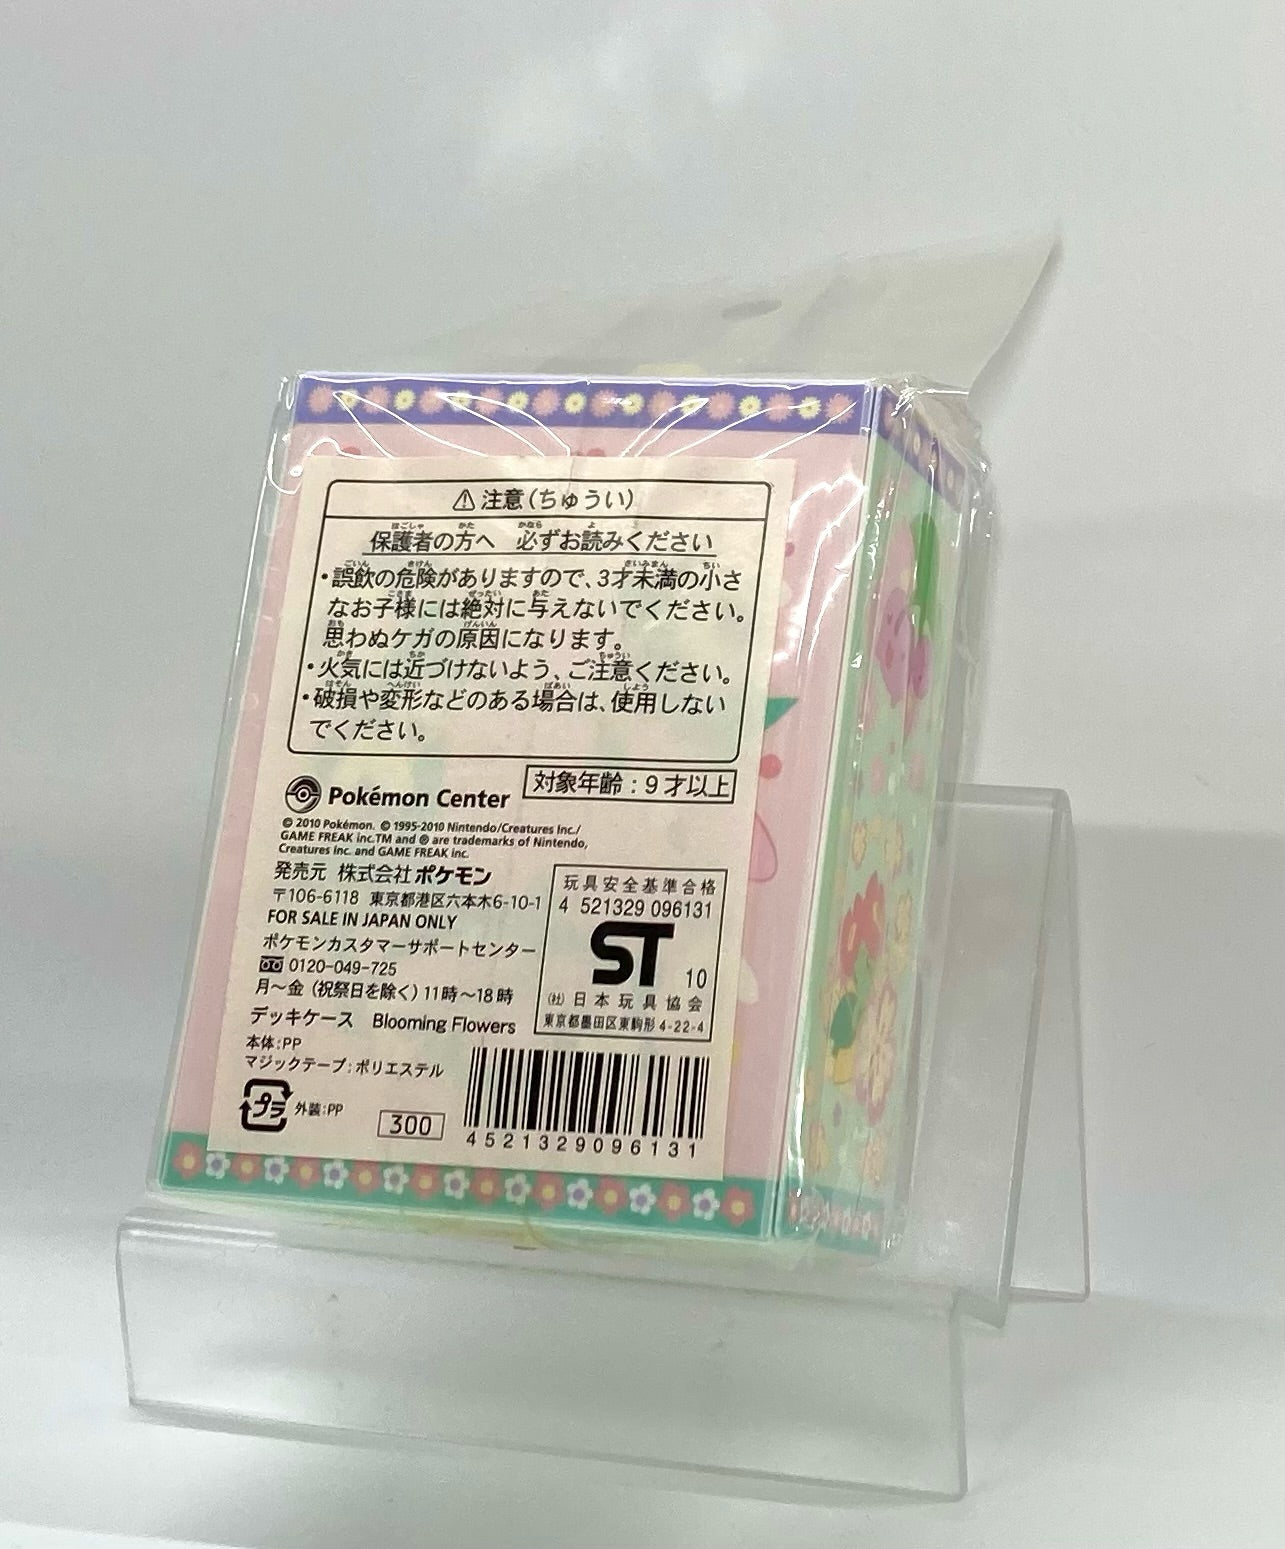 ⚠注意(ちゅうい)
保護者の方へ 必ずお読みください
・誤飲の危険がありますので、3才未満の小さ
なお子様には絶対に与えないでください。
思わぬケガの原因になります。
・火気には近づけないよう、ご注意ください。
・破損や変形などのある場合は、使用しない
でください。
対象年齢:9才以上
Pokémon Center
© 2010 Pokémon. © 1995-2010 Nintendo/Creatures Inc./
GAME FREAK inc.TM and ® are trademarks of Nintendo,
Creatures Inc. and GAME FREAK inc.
発売元 株式会社ポケモン
〒106-6118 東京都港区六本木6-10-1
FOR SALE IN JAPAN ONLY
ポケモンカスタマーサポートセンター
0120-049-725
月～金(祝祭日を除く)11時～18時
デッキケース Blooming Flowers
本体:PP
マジックテープ:ポリエステル
プラ 外装:PP
300
玩具安全基準合格
4 521329 096131
ST 10
(社)日本玩具協会
東京都墨田区東駒形4-22-4
4521329096131